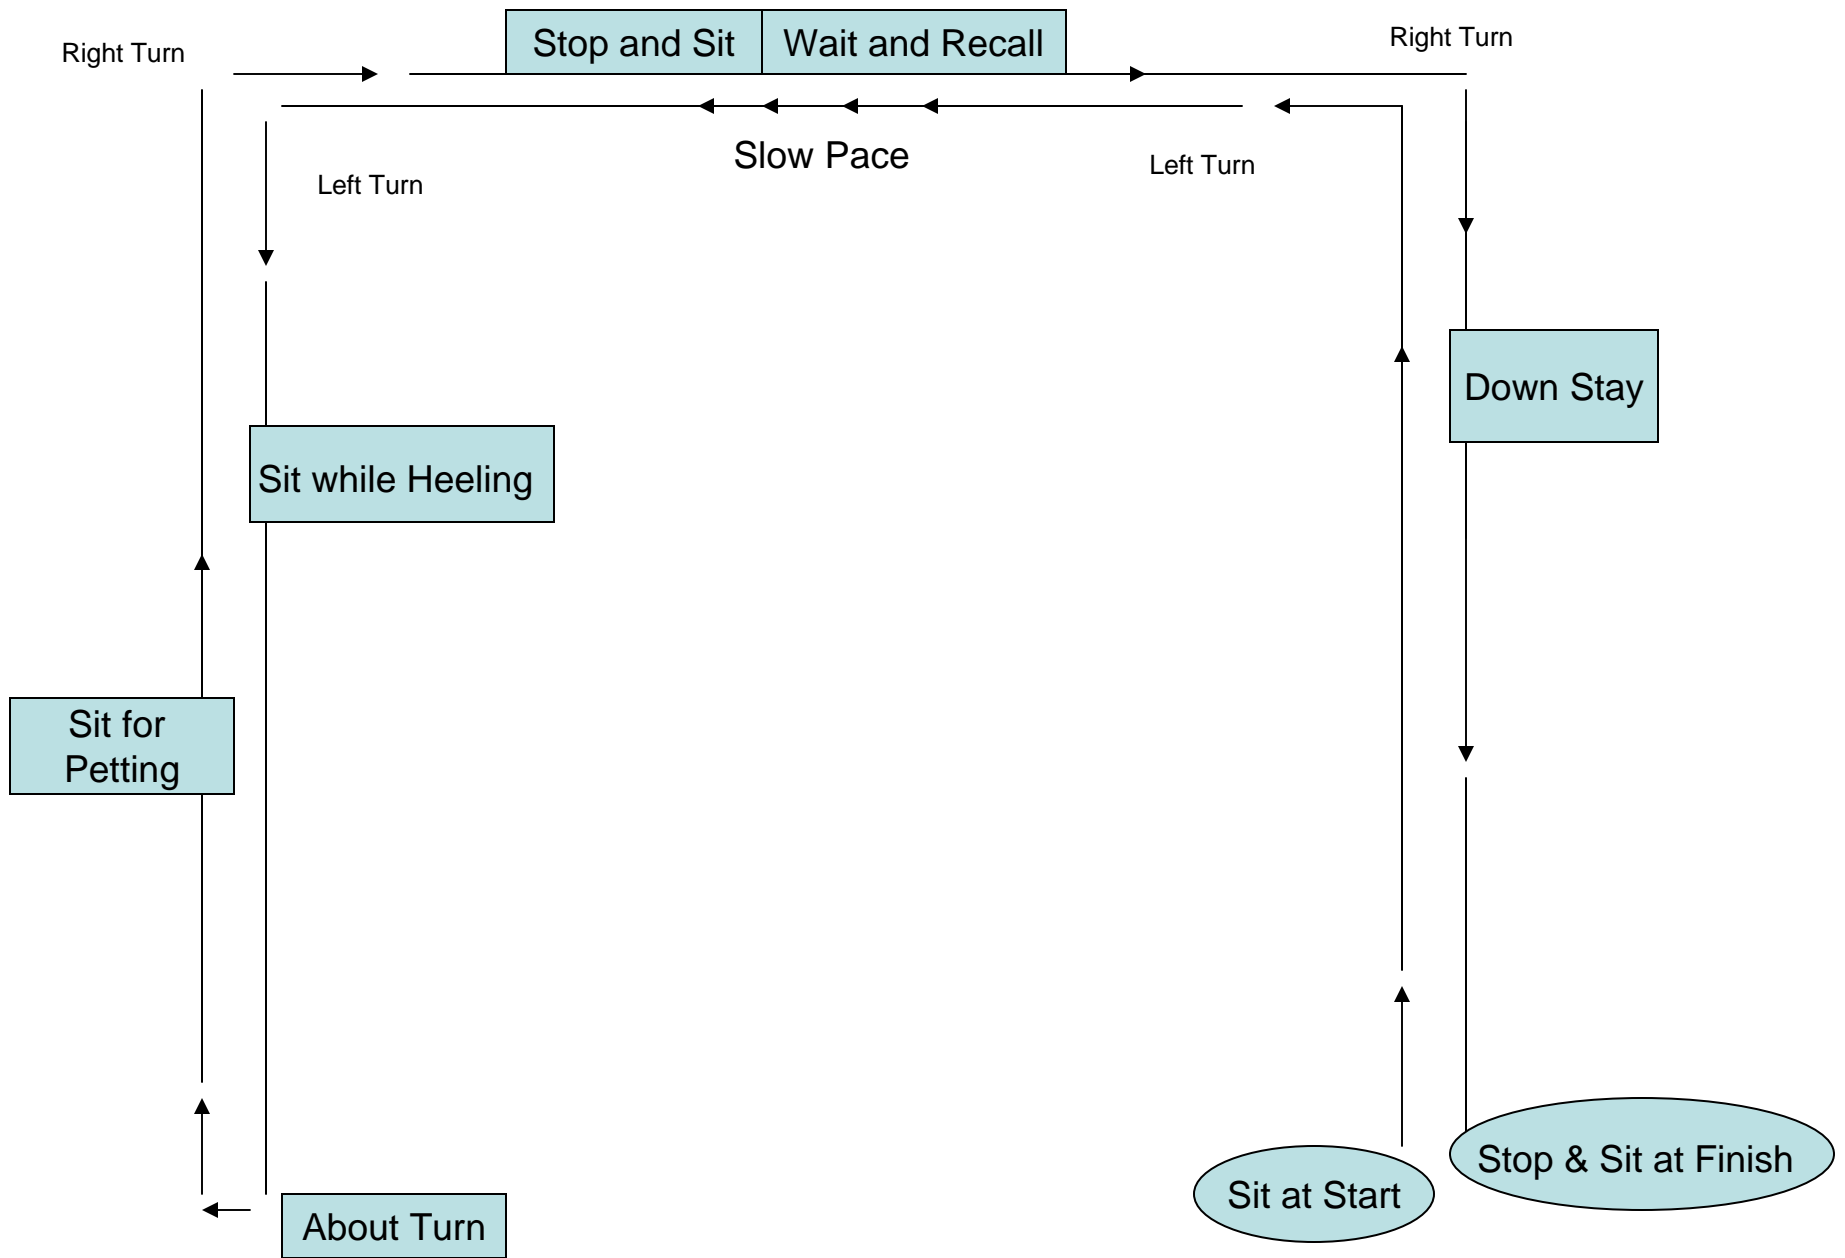 Right Turn
Stop and Sit
Wait and Recall
Right Turn
Slow Pace
Left Turn
Left Turn
Down Stay
Sit while Heeling
Sit for
Petting
Stop & Sit at Finish
Sit at Start
About Turn